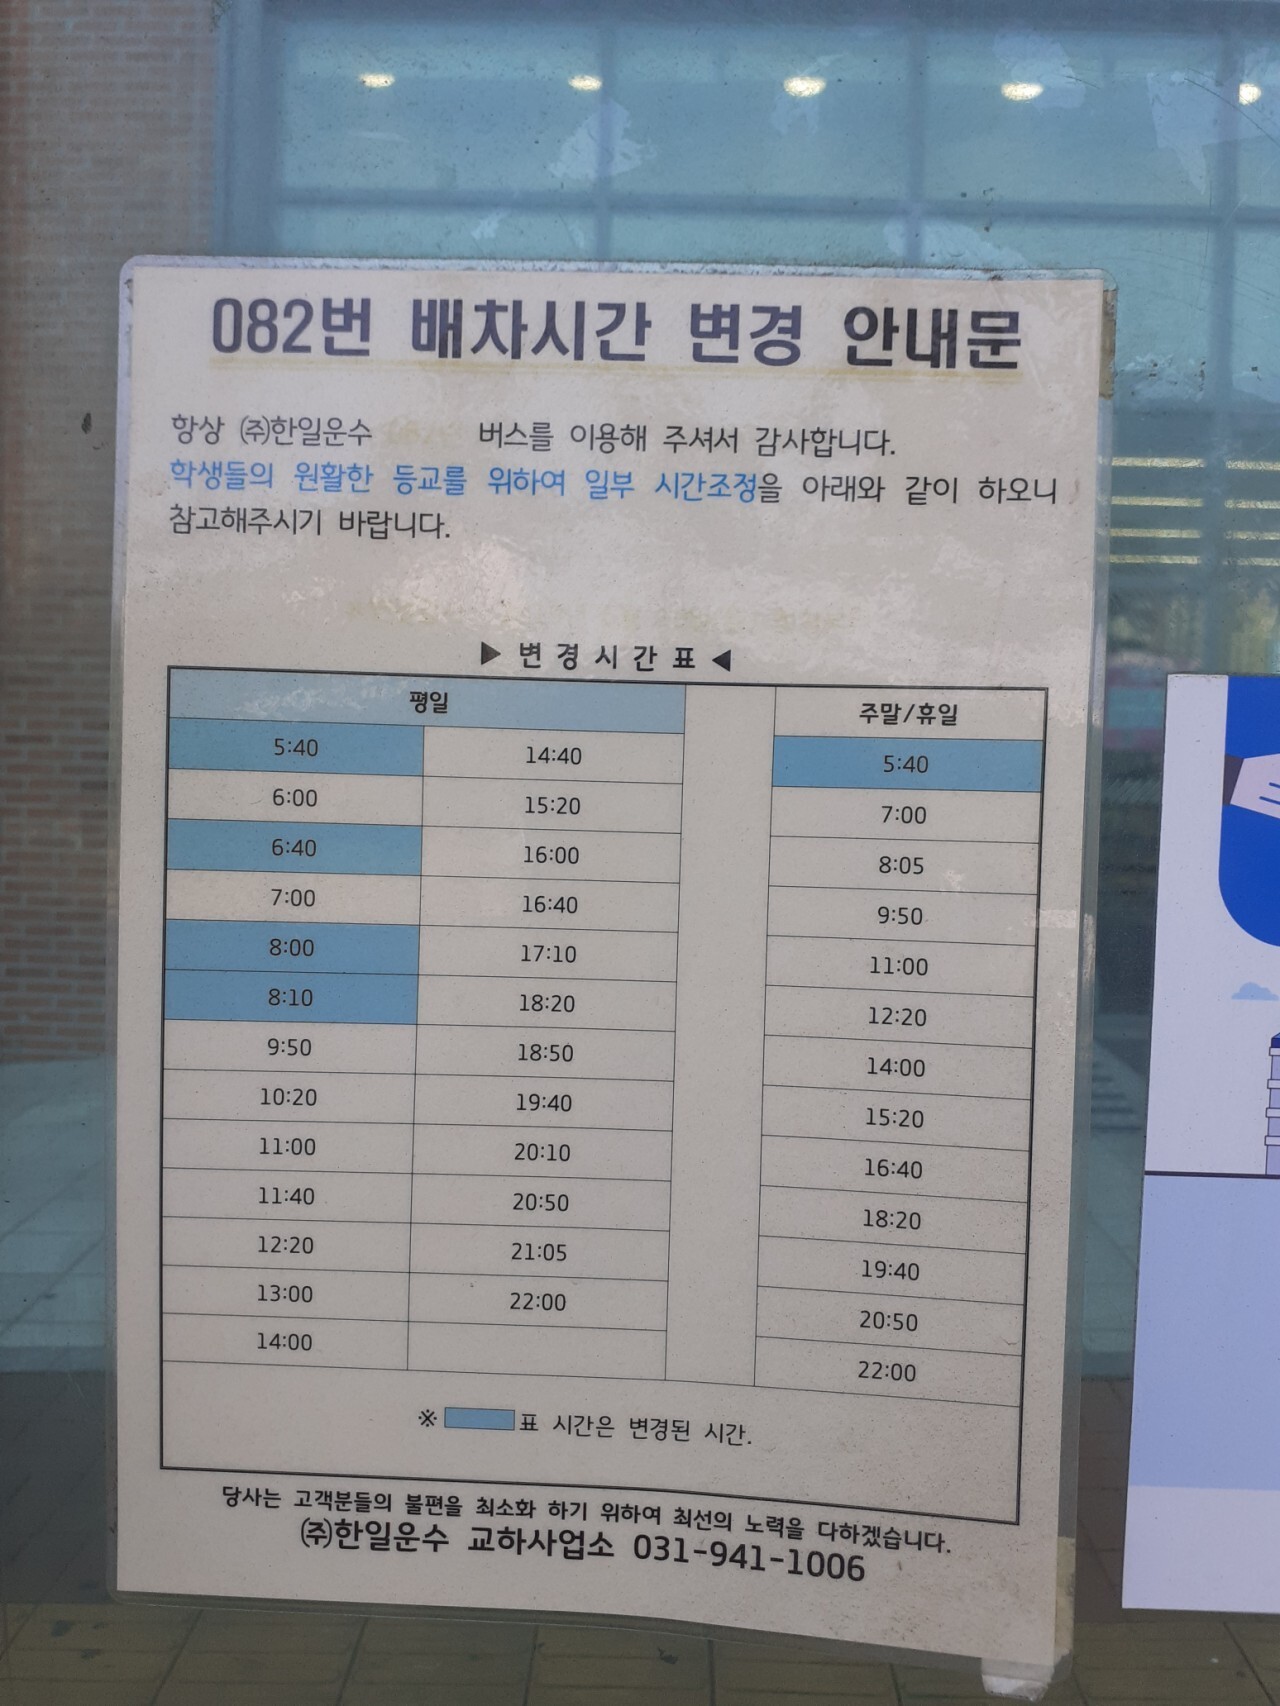 082번 배차시간 변경 안내문
항상 ㈜한일운수 버스를 이용해 주셔서 감사합니다.
학생들의 원활한 등교를 위하여 일부 시간조정을 아래와 같이 하오니
참고해주시기 바랍니다.
▶ 변경시간표 ◀
평일 주말/휴일
5:40 14:40 5:40
6:00 15:20 7:00
6:40 16:00 8:05
7:00 16:40 9:50
8:00 17:10 11:00
8:10 18:20 12:20
9:50 18:50 14:00
10:20 19:40 15:20
11:00 20:10 16:40
11:40 20:50 18:20
12:20 21:05 19:40
13:00 22:00 20:50
14:00 22:00
※ 표 시간은 변경된 시간.
당사는 고객분들의 불편을 최소화 하기 위하여 최선의 노력을 다하겠습니다.
㈜한일운수 교하사업소 031-941-1006